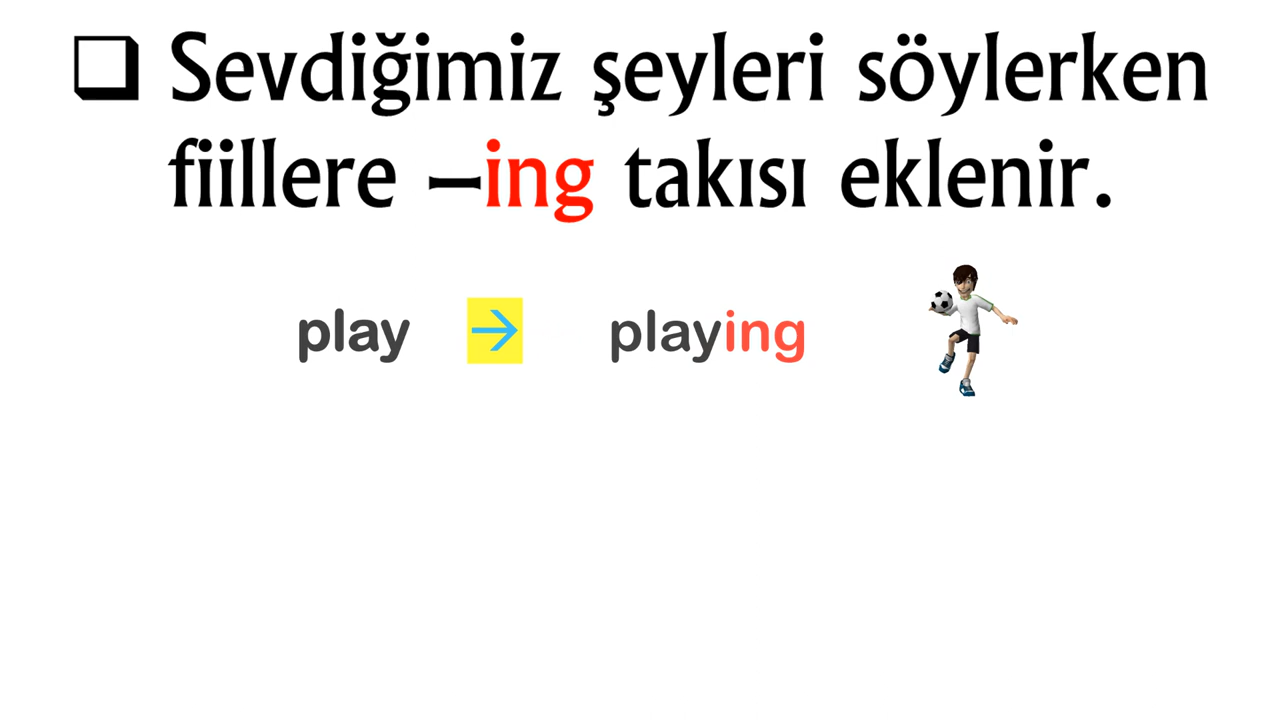 ❑ Sevdiğimiz şeyleri söylerken
fiillere –ing takısı eklenir.
play → playing